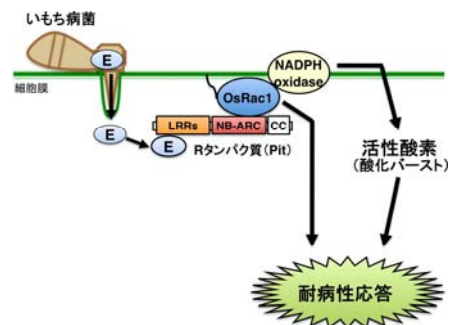 いもち病菌
E
NADPH
oxidase
細胞膜
OsRac1
E
E
LRRs
NB-ARC
CC
Rタンパク質(Pit)
活性酸素
(酸化バースト)
耐病性応答